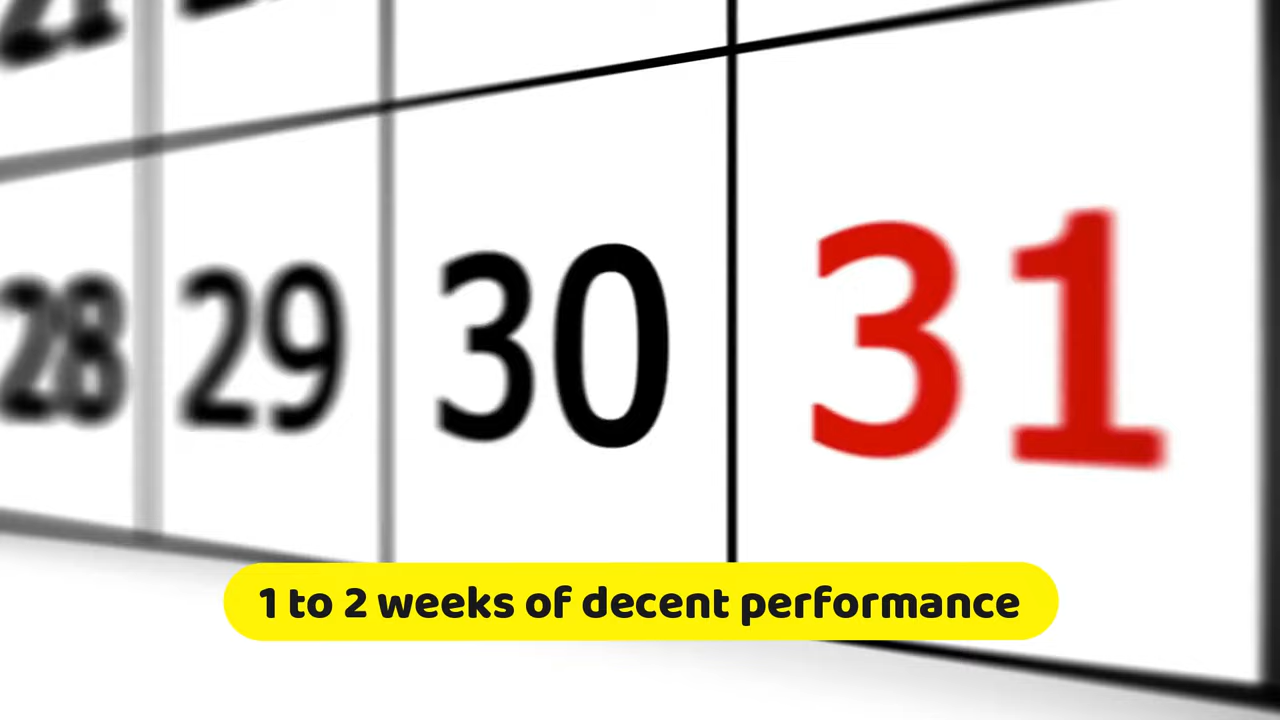 28 29 30 31
1 to 2 weeks of decent performance